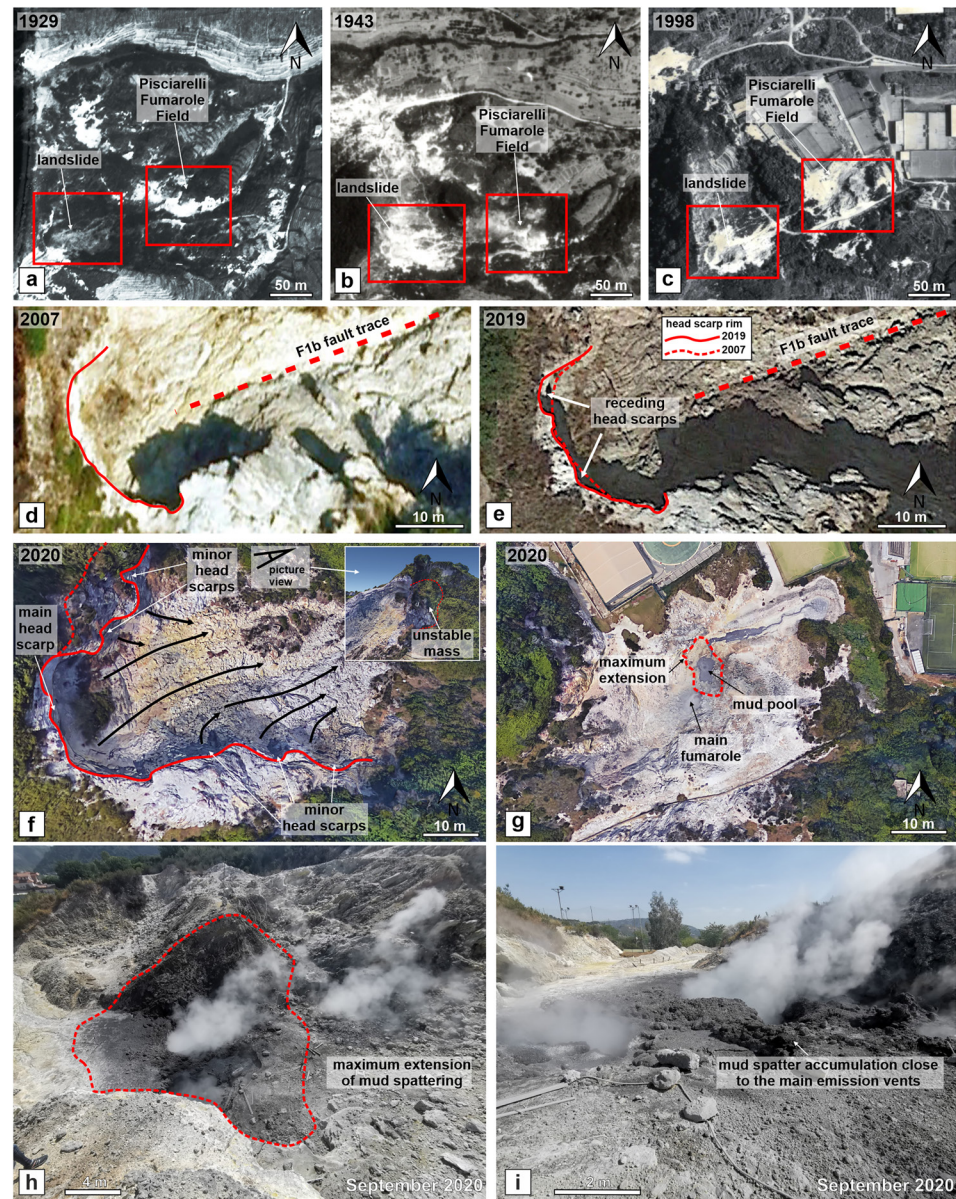 1929
Pisciarelli
Fumarole
Field
landslide
a
50 m
1943
N
Pisciarelli
Fumarole
Field
landslide
b
50 m
1998
N
Pisciarelli
Fumarole
Field
landslide
c
50 m
2007
F1b fault trace
N
d
10 m
2019
head scarp rim
2019
2007
F1b fault trace
receding
head scarps
N
e
10 m
2020
minor
head
scarps
picture
view
main
head
scarp
unstable
mass
minor
head scarps
N
f
10 m
2020
maximum
extension
mud pool
main
fumarole
N
g
10 m
maximum extension
of mud spattering
h
4 m
September 2020
mud spatter accumulation close
to the main emission vents
i
2 m
September 2020